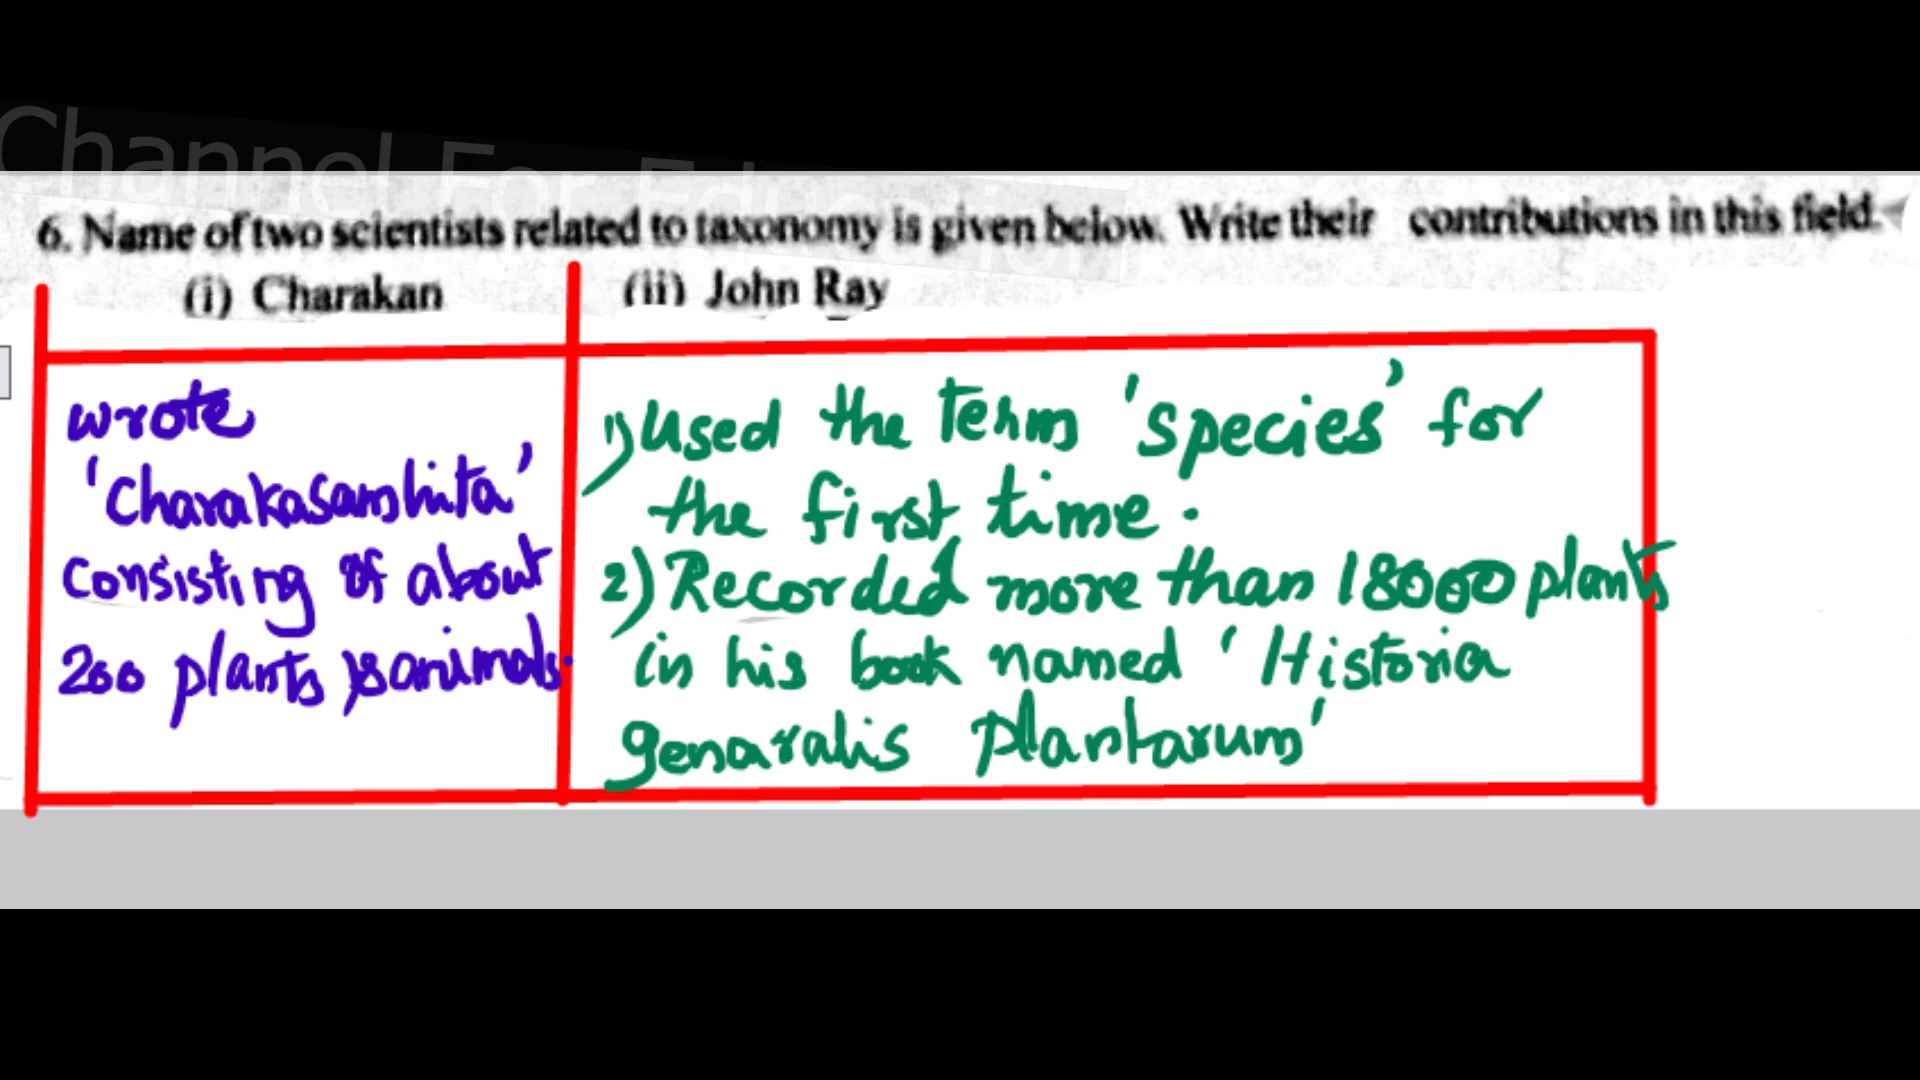 Channel For Education
6. Name of two scientists related to taxonomy is given below. Write their contributions in this field.
(i) Charakan (ii) John Ray
wrote
'Charakasamhita'
consisting of about
200 plants & animals.
1) Used the term 'species' for
the first time.
2) Recorded more than 18000 plants
in his book named 'Historia
genaralis Plantarum'